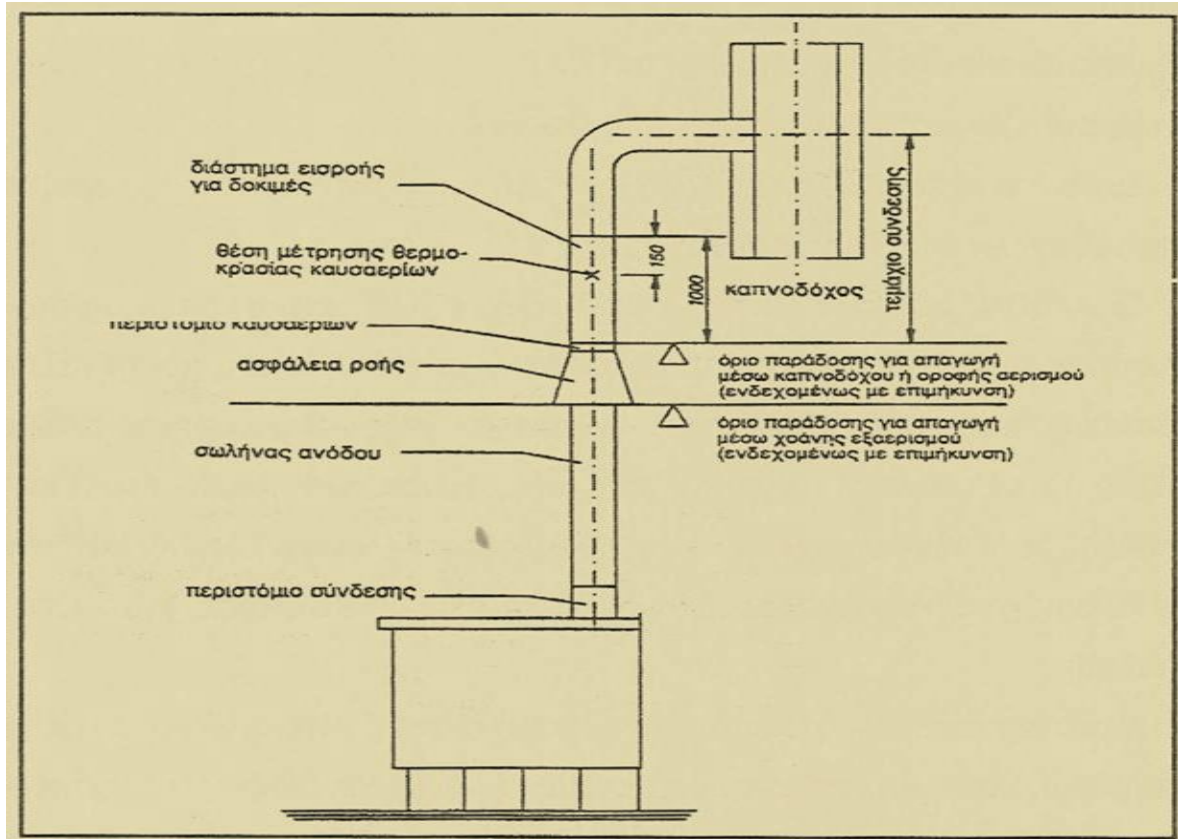 διάστημα εισροής
για δοκιμές
θέση μέτρησης θερμο-
κρασίας καυσαερίων
150
1000
τεμάχιο σύνδεσης
καπνοδόχος
περιστόμιο καυσαερίων
ασφάλεια ροής
όριο παράδοσης για απαγωγή
μέσω καπνοδόχου ή οροφής αερισμού
(ενδεχομένως με επιμήκυνση)
όριο παράδοσης για απαγωγή
μέσω χοάνης εξαερισμού
(ενδεχομένως με επιμήκυνση)
σωλήνας ανόδου
περιστόμιο σύνδεσης